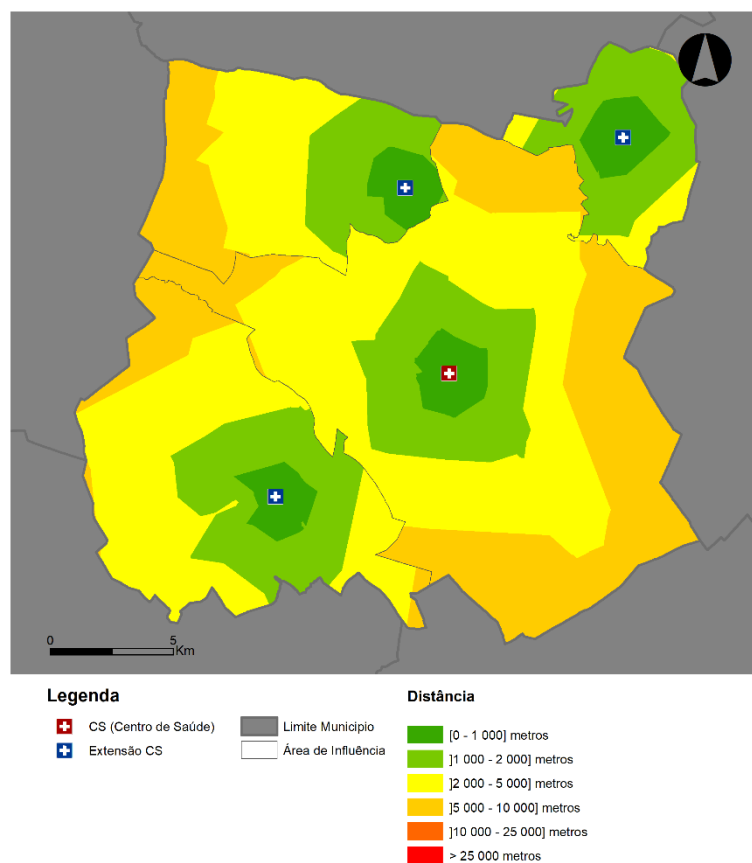 0 5
Km
Legenda
CS (Centro de Saúde)
Extensão CS
Limite Municipio
Área de Influência
Distância
[0 - 1 000] metros
]1 000 - 2 000] metros
]2 000 - 5 000] metros
]5 000 - 10 000] metros
]10 000 - 25 000] metros
> 25 000 metros